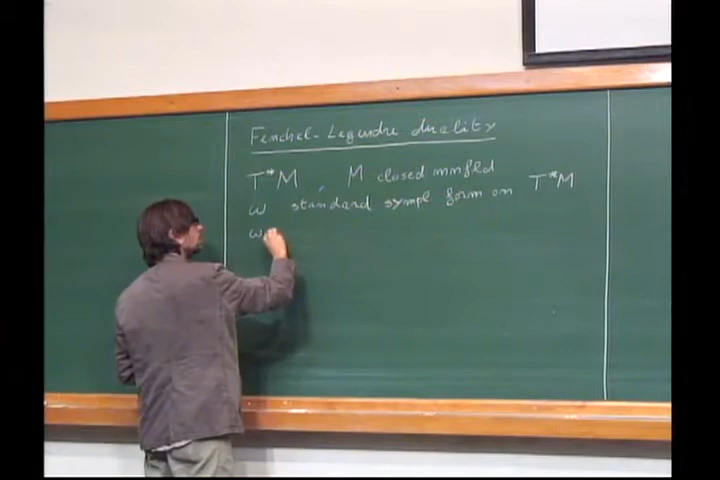 Fenchel-Legendre duality
T*M, M closed mnfld
ω standard sympl form on T*M
ω